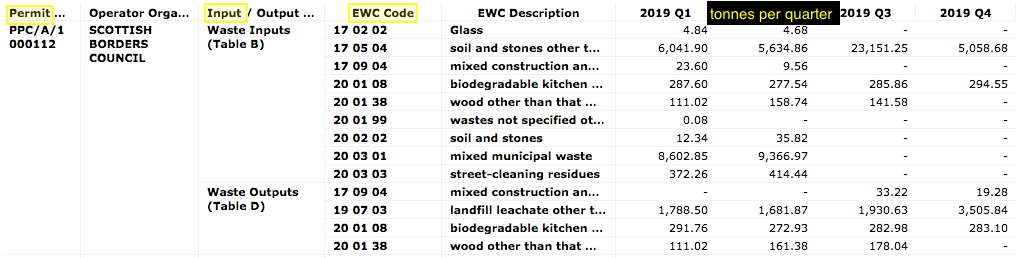 Permit ... Operator Orga... Input / Output ... EWC Code EWC Description 2019 Q1 tonnes per quarter 2019 Q3 2019 Q4
PPC/A/1 SCOTTISH Waste Inputs 17 02 02 Glass 4.84 4.68 - -
000112 BORDERS (Table B) 17 05 04 soil and stones other t... 6,041.90 5,634.86 23,151.25 5,058.68
COUNCIL 17 09 04 mixed construction an... 23.60 9.56 - -
20 01 08 biodegradable kitchen ... 287.60 277.54 285.86 294.55
20 01 38 wood other than that ... 111.02 158.74 141.58 -
20 01 99 wastes not specified ot... 0.08 - - -
20 02 02 soil and stones 12.34 35.82 - -
20 03 01 mixed municipal waste 8,602.85 9,366.97 - -
20 03 03 street-cleaning residues 372.26 414.44 - -
Waste Outputs 17 09 04 mixed construction an... - - 33.22 19.28
(Table D) 19 07 03 landfill leachate other t... 1,788.50 1,681.87 1,930.63 3,505.84
20 01 08 biodegradable kitchen ... 291.76 272.93 282.98 283.10
20 01 38 wood other than that ... 111.02 161.38 178.04 -